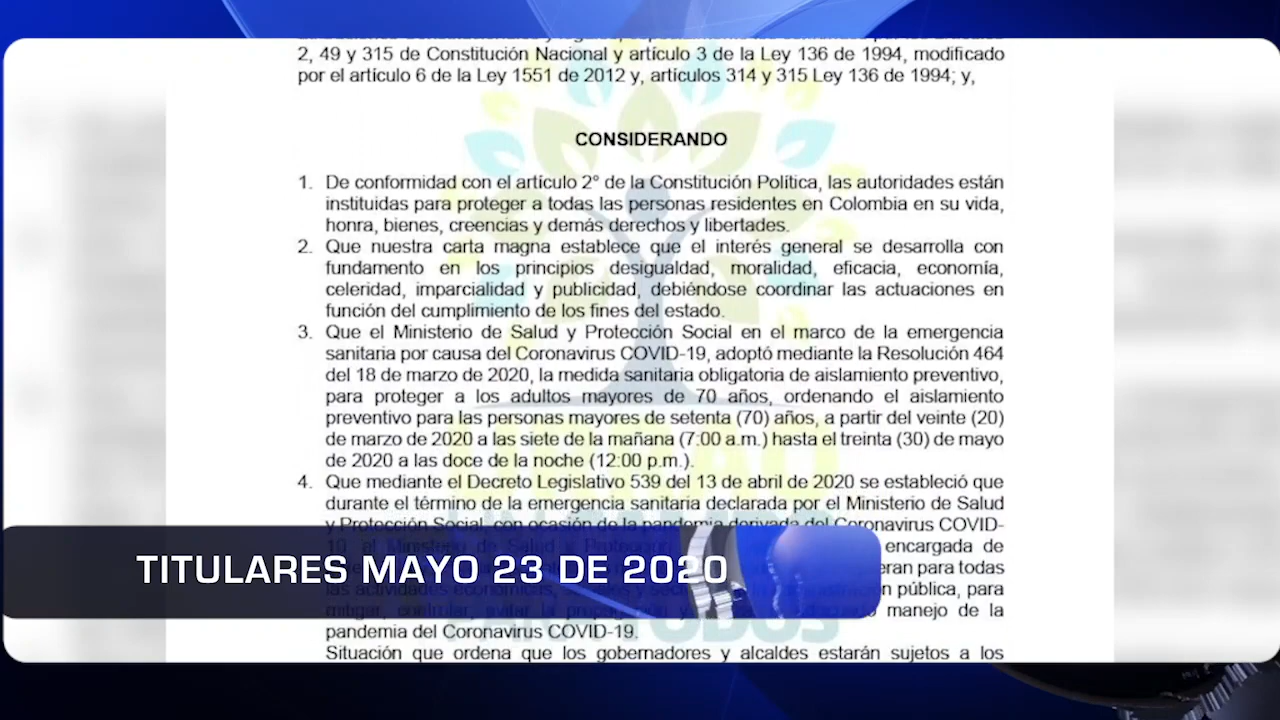 2, 49 y 315 de Constitución Nacional y artículo 3 de la Ley 136 de 1994, modificado
por el artículo 6 de la Ley 1551 de 2012 y, artículos 314 y 315 Ley 136 de 1994; y,
CONSIDERANDO
1. De conformidad con el artículo 2° de la Constitución Política, las autoridades están
instituidas para proteger a todas las personas residentes en Colombia en su vida,
honra, bienes, creencias y demás derechos y libertades.
2. Que nuestra carta magna establece que el interés general se desarrolla con
fundamento en los principios desigualdad, moralidad, eficacia, economía,
celeridad, imparcialidad y publicidad, debiéndose coordinar las actuaciones en
función del cumplimiento de los fines del estado.
3. Que el Ministerio de Salud y Protección Social en el marco de la emergencia
sanitaria por causa del Coronavirus COVID-19, adoptó mediante la Resolución 464
del 18 de marzo de 2020, la medida sanitaria obligatoria de aislamiento preventivo,
para proteger a los adultos mayores de 70 años, ordenando el aislamiento
preventivo para las personas mayores de setenta (70) años, a partir del veinte (20)
de marzo de 2020 a las siete de la mañana (7:00 a.m.) hasta el treinta (30) de mayo
de 2020 a las doce de la noche (12:00 p.m.).
4. Que mediante el Decreto Legislativo 539 del 13 de abril de 2020 se estableció que
durante el término de la emergencia sanitaria declarada por el Ministerio de Salud
y Protección Social, con ocasión de la pandemia derivada del Coronavirus COVID-
encargada de
para todas
pública, para
manejo de la
TITULARES MAYO 23 DE 2020
pandemia del Coronavirus COVID-19.
Situación que ordena que los gobernadores y alcaldes estarán sujetos a los